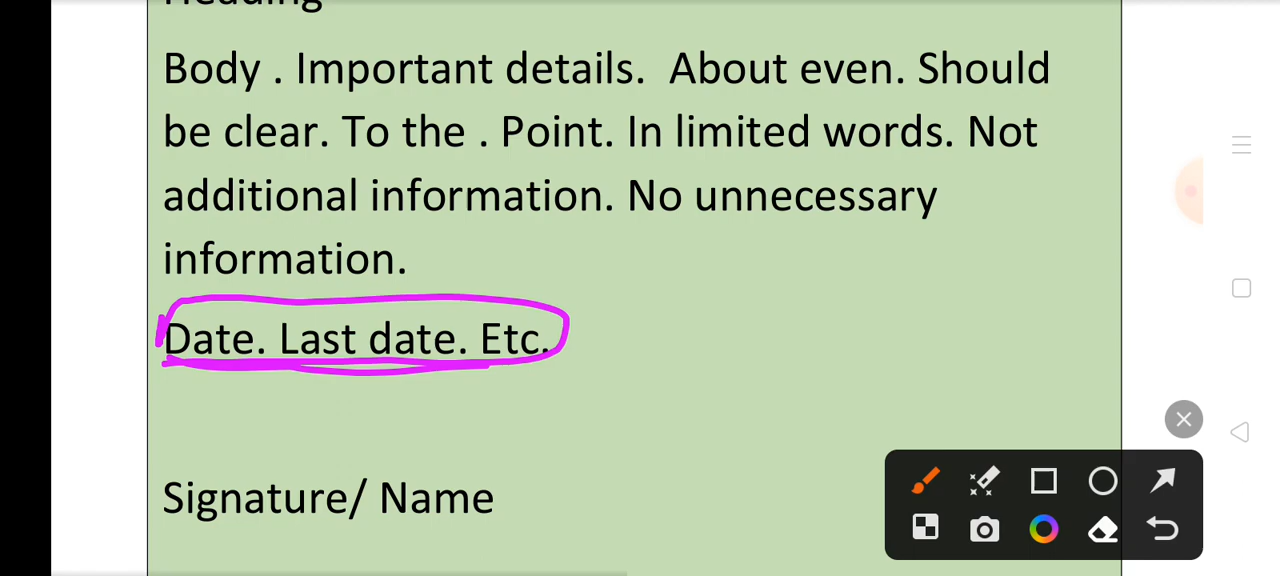 Heading
Body . Important details.  About even. Should
be clear. To the . Point. In limited words. Not
additional information. No unnecessary
information.
Date. Last date. Etc.
Signature/ Name